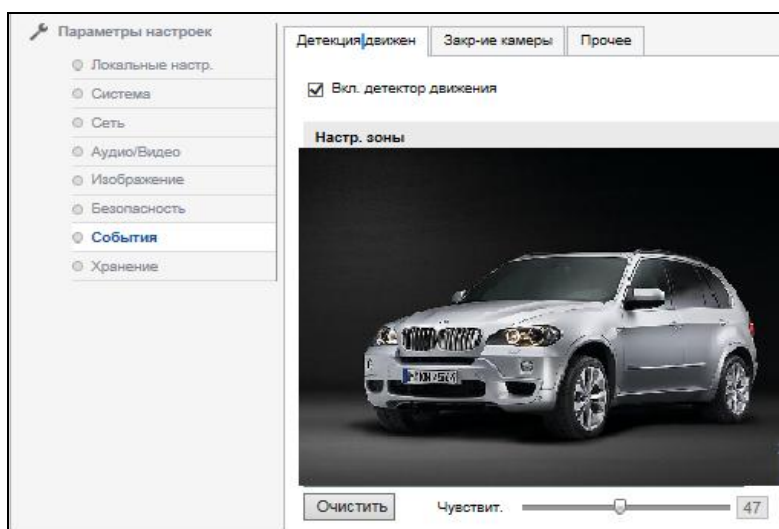 Параметры настроек
Локальные настр.
Система
Сеть
Аудио/Видео
Изображение
Безопасность
События
Хранение
Детекция движен
Закр-ие камеры
Прочее
Вкл. детектор движения
Настр. зоны
Очистить
Чувствит.
47